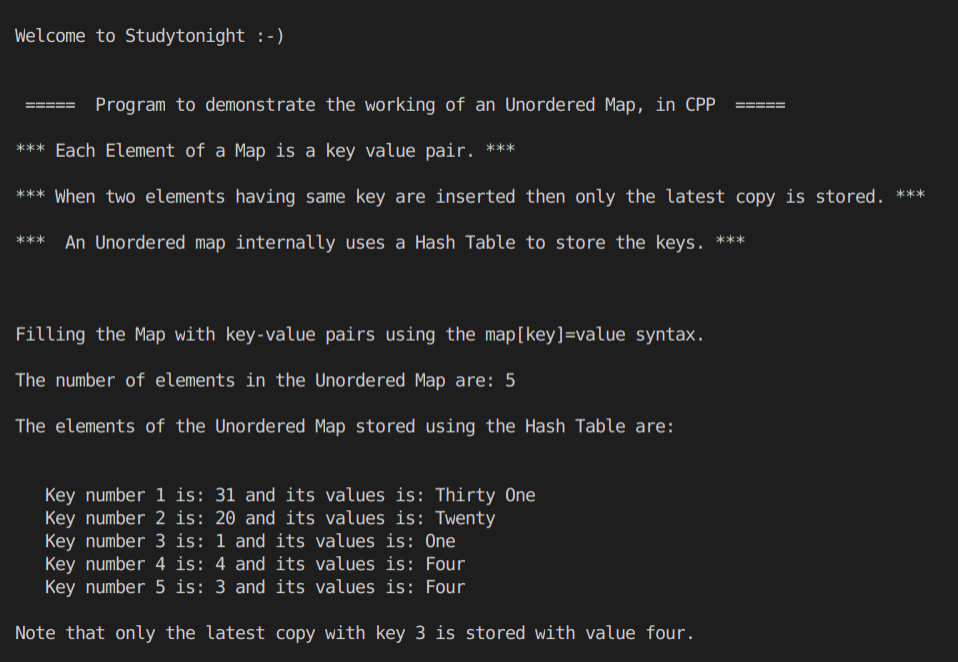 Welcome to Studytonight :-)
===== Program to demonstrate the working of an Unordered Map, in CPP =====
*** Each Element of a Map is a key value pair. ***
*** When two elements having same key are inserted then only the latest copy is stored. ***
*** An Unordered map internally uses a Hash Table to store the keys. ***
Filling the Map with key-value pairs using the map[key]=value syntax.
The number of elements in the Unordered Map are: 5
The elements of the Unordered Map stored using the Hash Table are:
Key number 1 is: 31 and its values is: Thirty One
Key number 2 is: 20 and its values is: Twenty
Key number 3 is: 1 and its values is: One
Key number 4 is: 4 and its values is: Four
Key number 5 is: 3 and its values is: Four
Note that only the latest copy with key 3 is stored with value four.